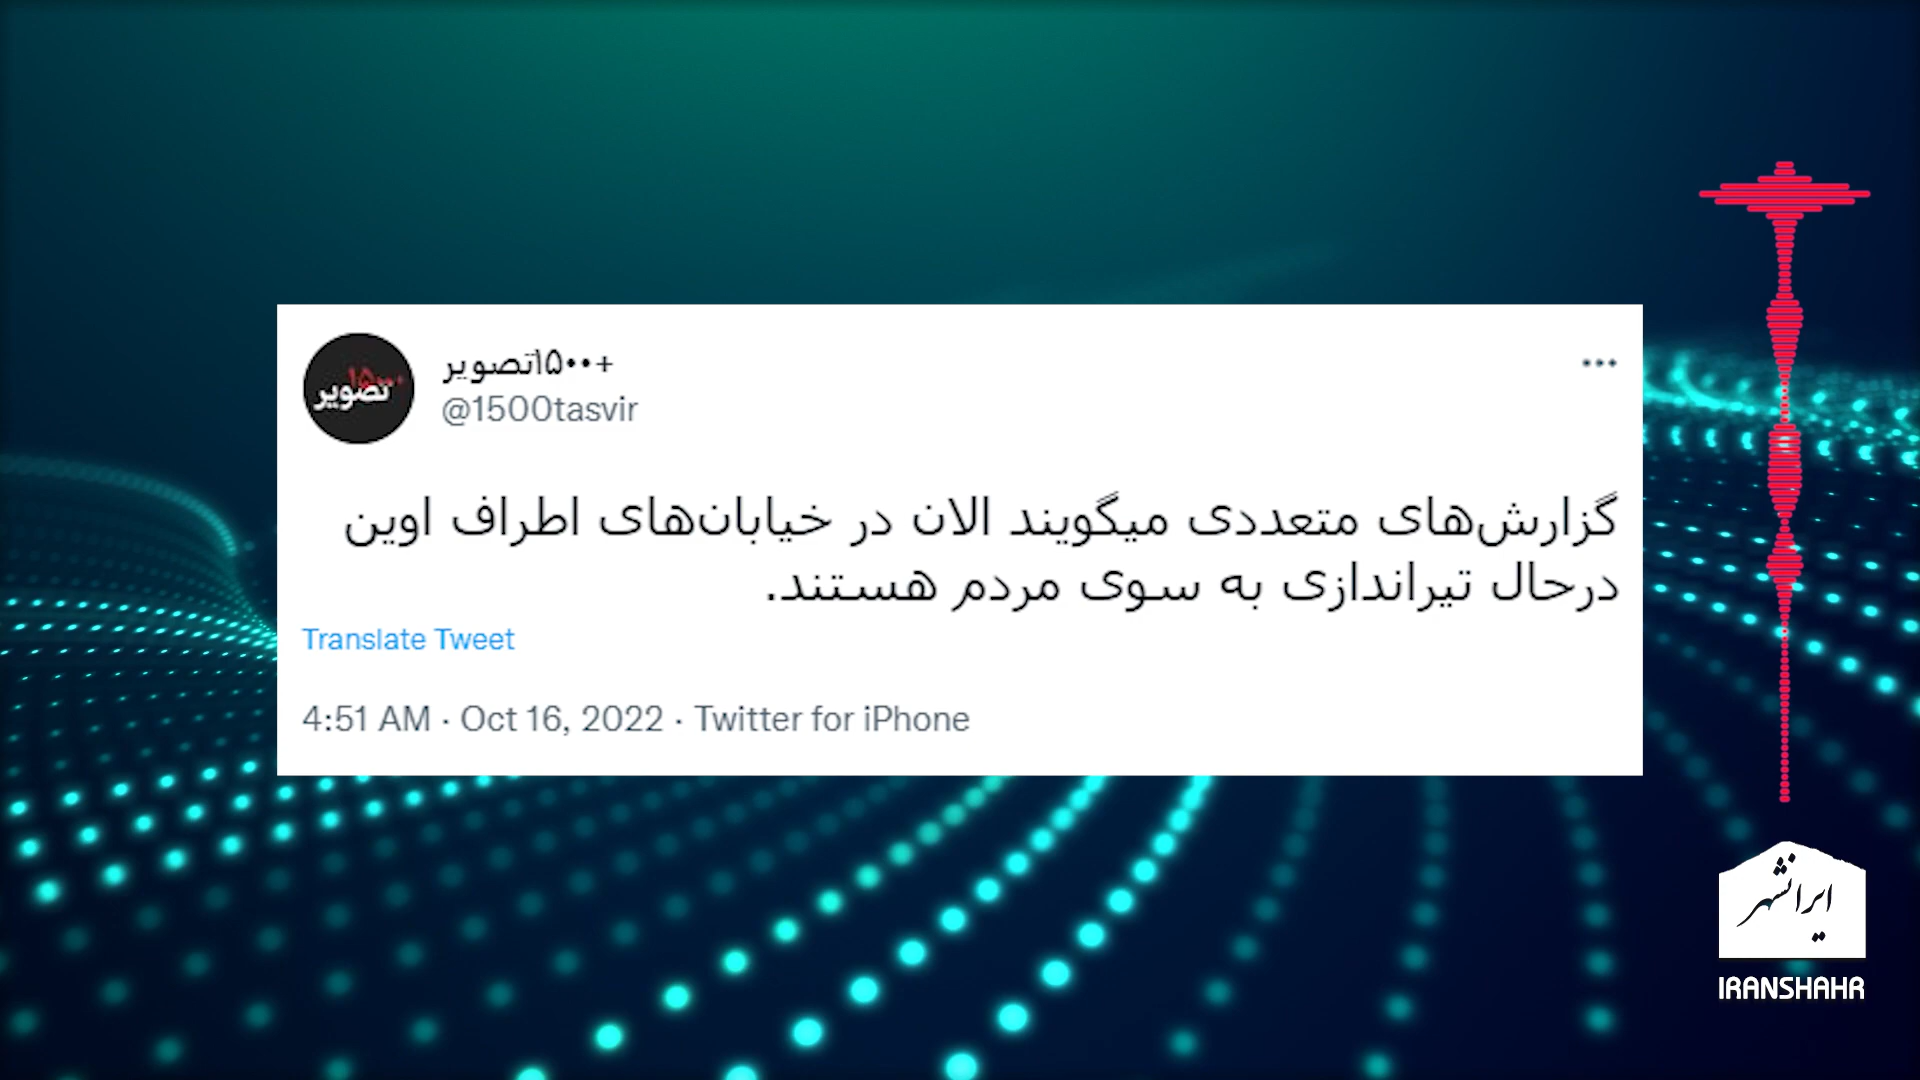 ۱۵۰۰تصویر
+۱۵۰۰تصویر
@1500tasvir
گزارش‌های متعددی میگویند الان در خیابان‌های اطراف اوین
درحال تیراندازی به سوی مردم هستند.
Translate Tweet
4:51 AM · Oct 16, 2022 · Twitter for iPhone
ایرانشهر
IRANSHAHR